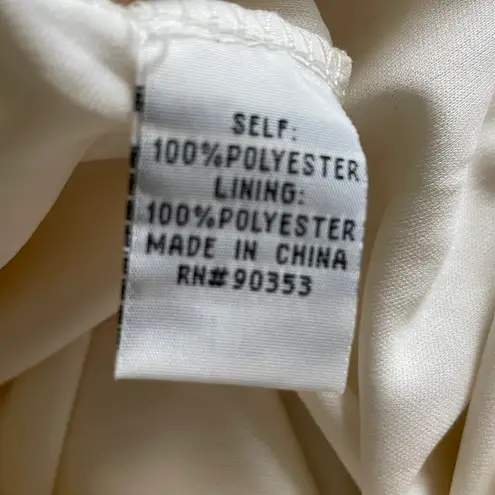 SELF:
100%POLYESTER
LINING:
100%POLYESTER
MADE IN CHINA
RN#90353